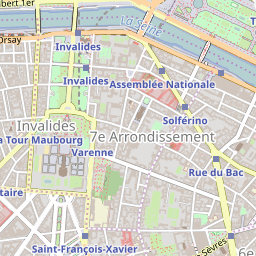 bert 1er
La Seine
Orsay
Invalides
Invalides
Assemblée Nationale
Solférino
Invalides
7e Arrondissement
a Tour Maubourg
Varenne
Rue du Bac
taire
6e
Saint-François-Xavier
Sèvres